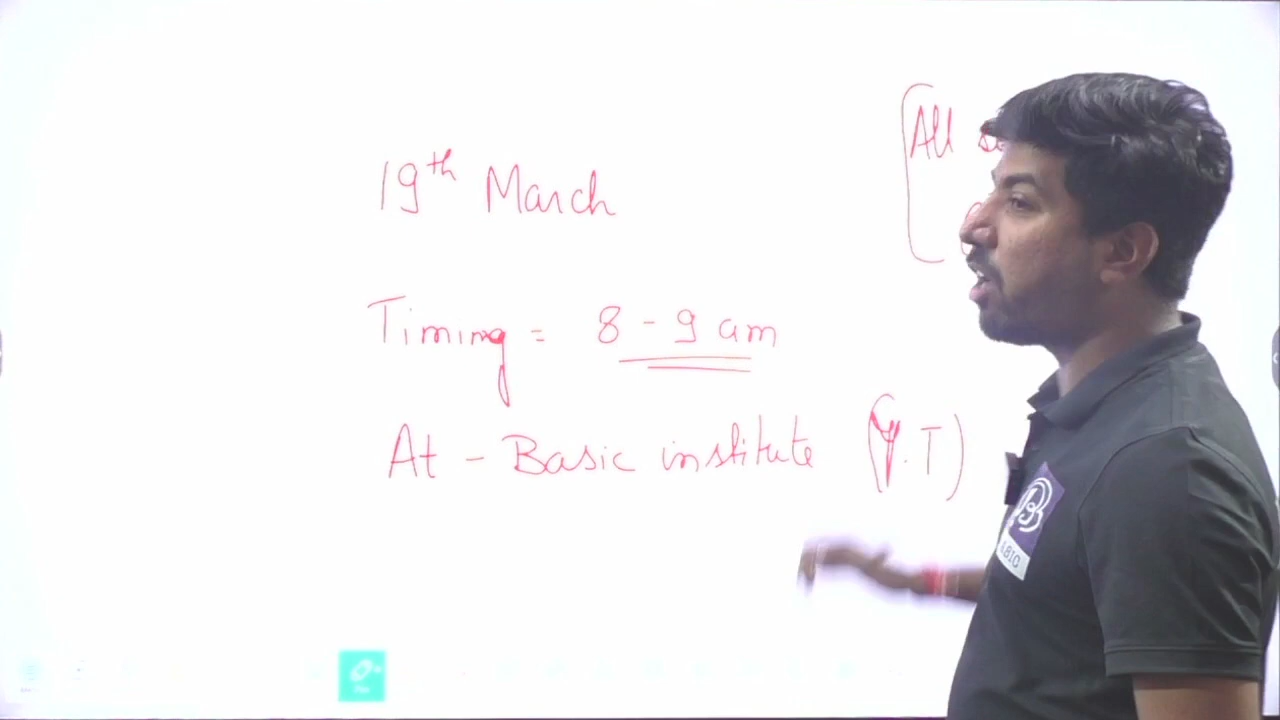 19th March
All
Timing = 8 - 9 am
At - Basic institute (Y.T)